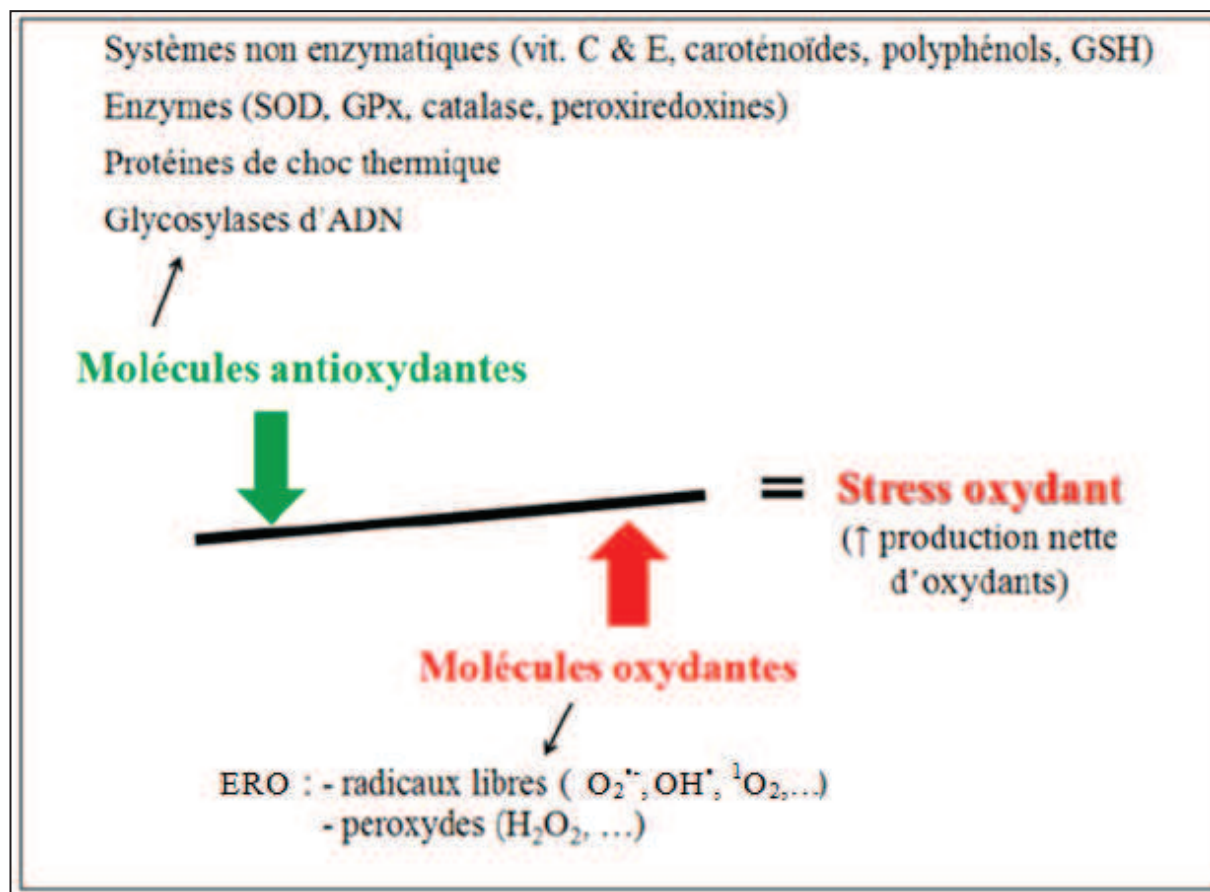 Systèmes non enzymatiques (vit. C & E, caroténoïdes, polyphénols, GSH)
Enzymes (SOD, GPx, catalase, peroxiredoxines)
Protéines de choc thermique
Glycosylases d'ADN
Molécules antioxydantes
= Stress oxydant
(↑ production nette
d'oxydants)
Molécules oxydantes
ERO : - radicaux libres ( O₂•⁻, OH•, ¹O₂,...)
- peroxydes (H₂O₂, ...)